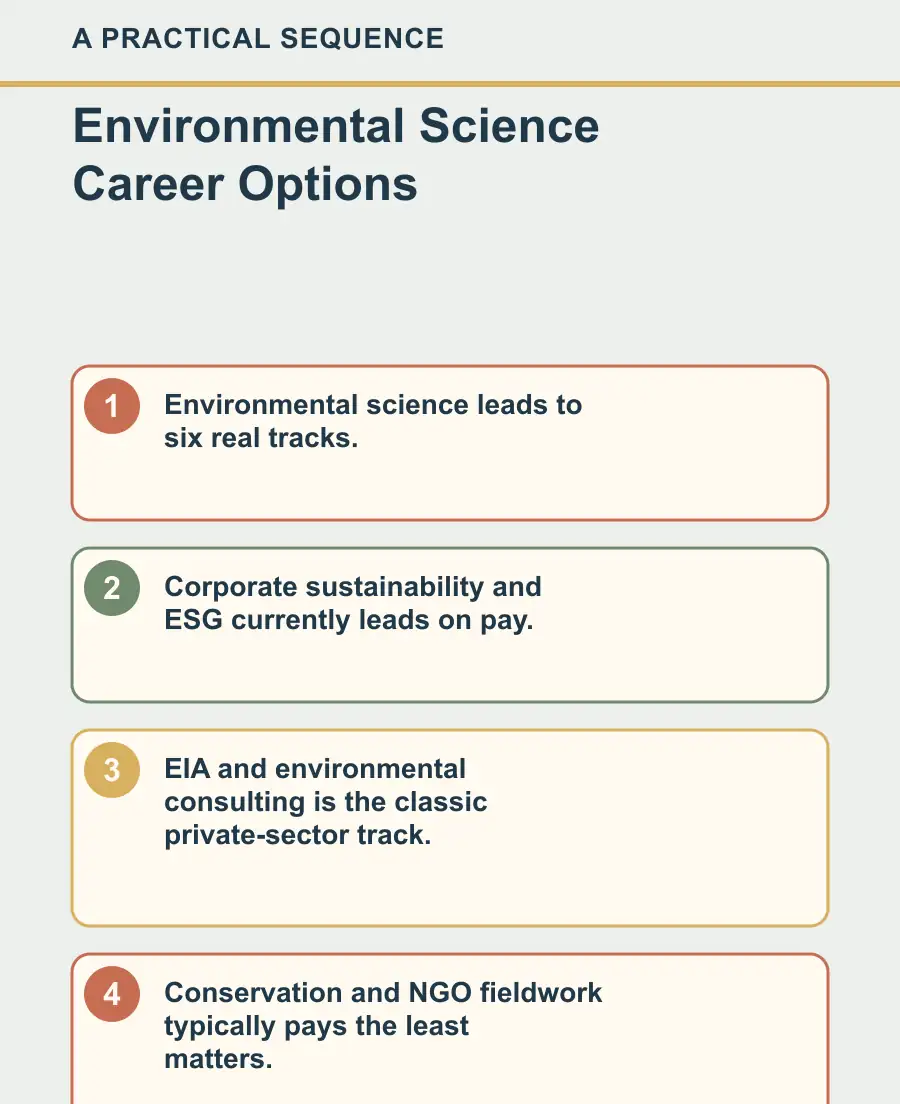 A PRACTICAL SEQUENCE
Environmental Science
Career Options
1
Environmental science leads to
six real tracks.
2
Corporate sustainability and
ESG currently leads on pay.
3
EIA and environmental
consulting is the classic
private-sector track.
4
Conservation and NGO fieldwork
typically pays the least
matters.